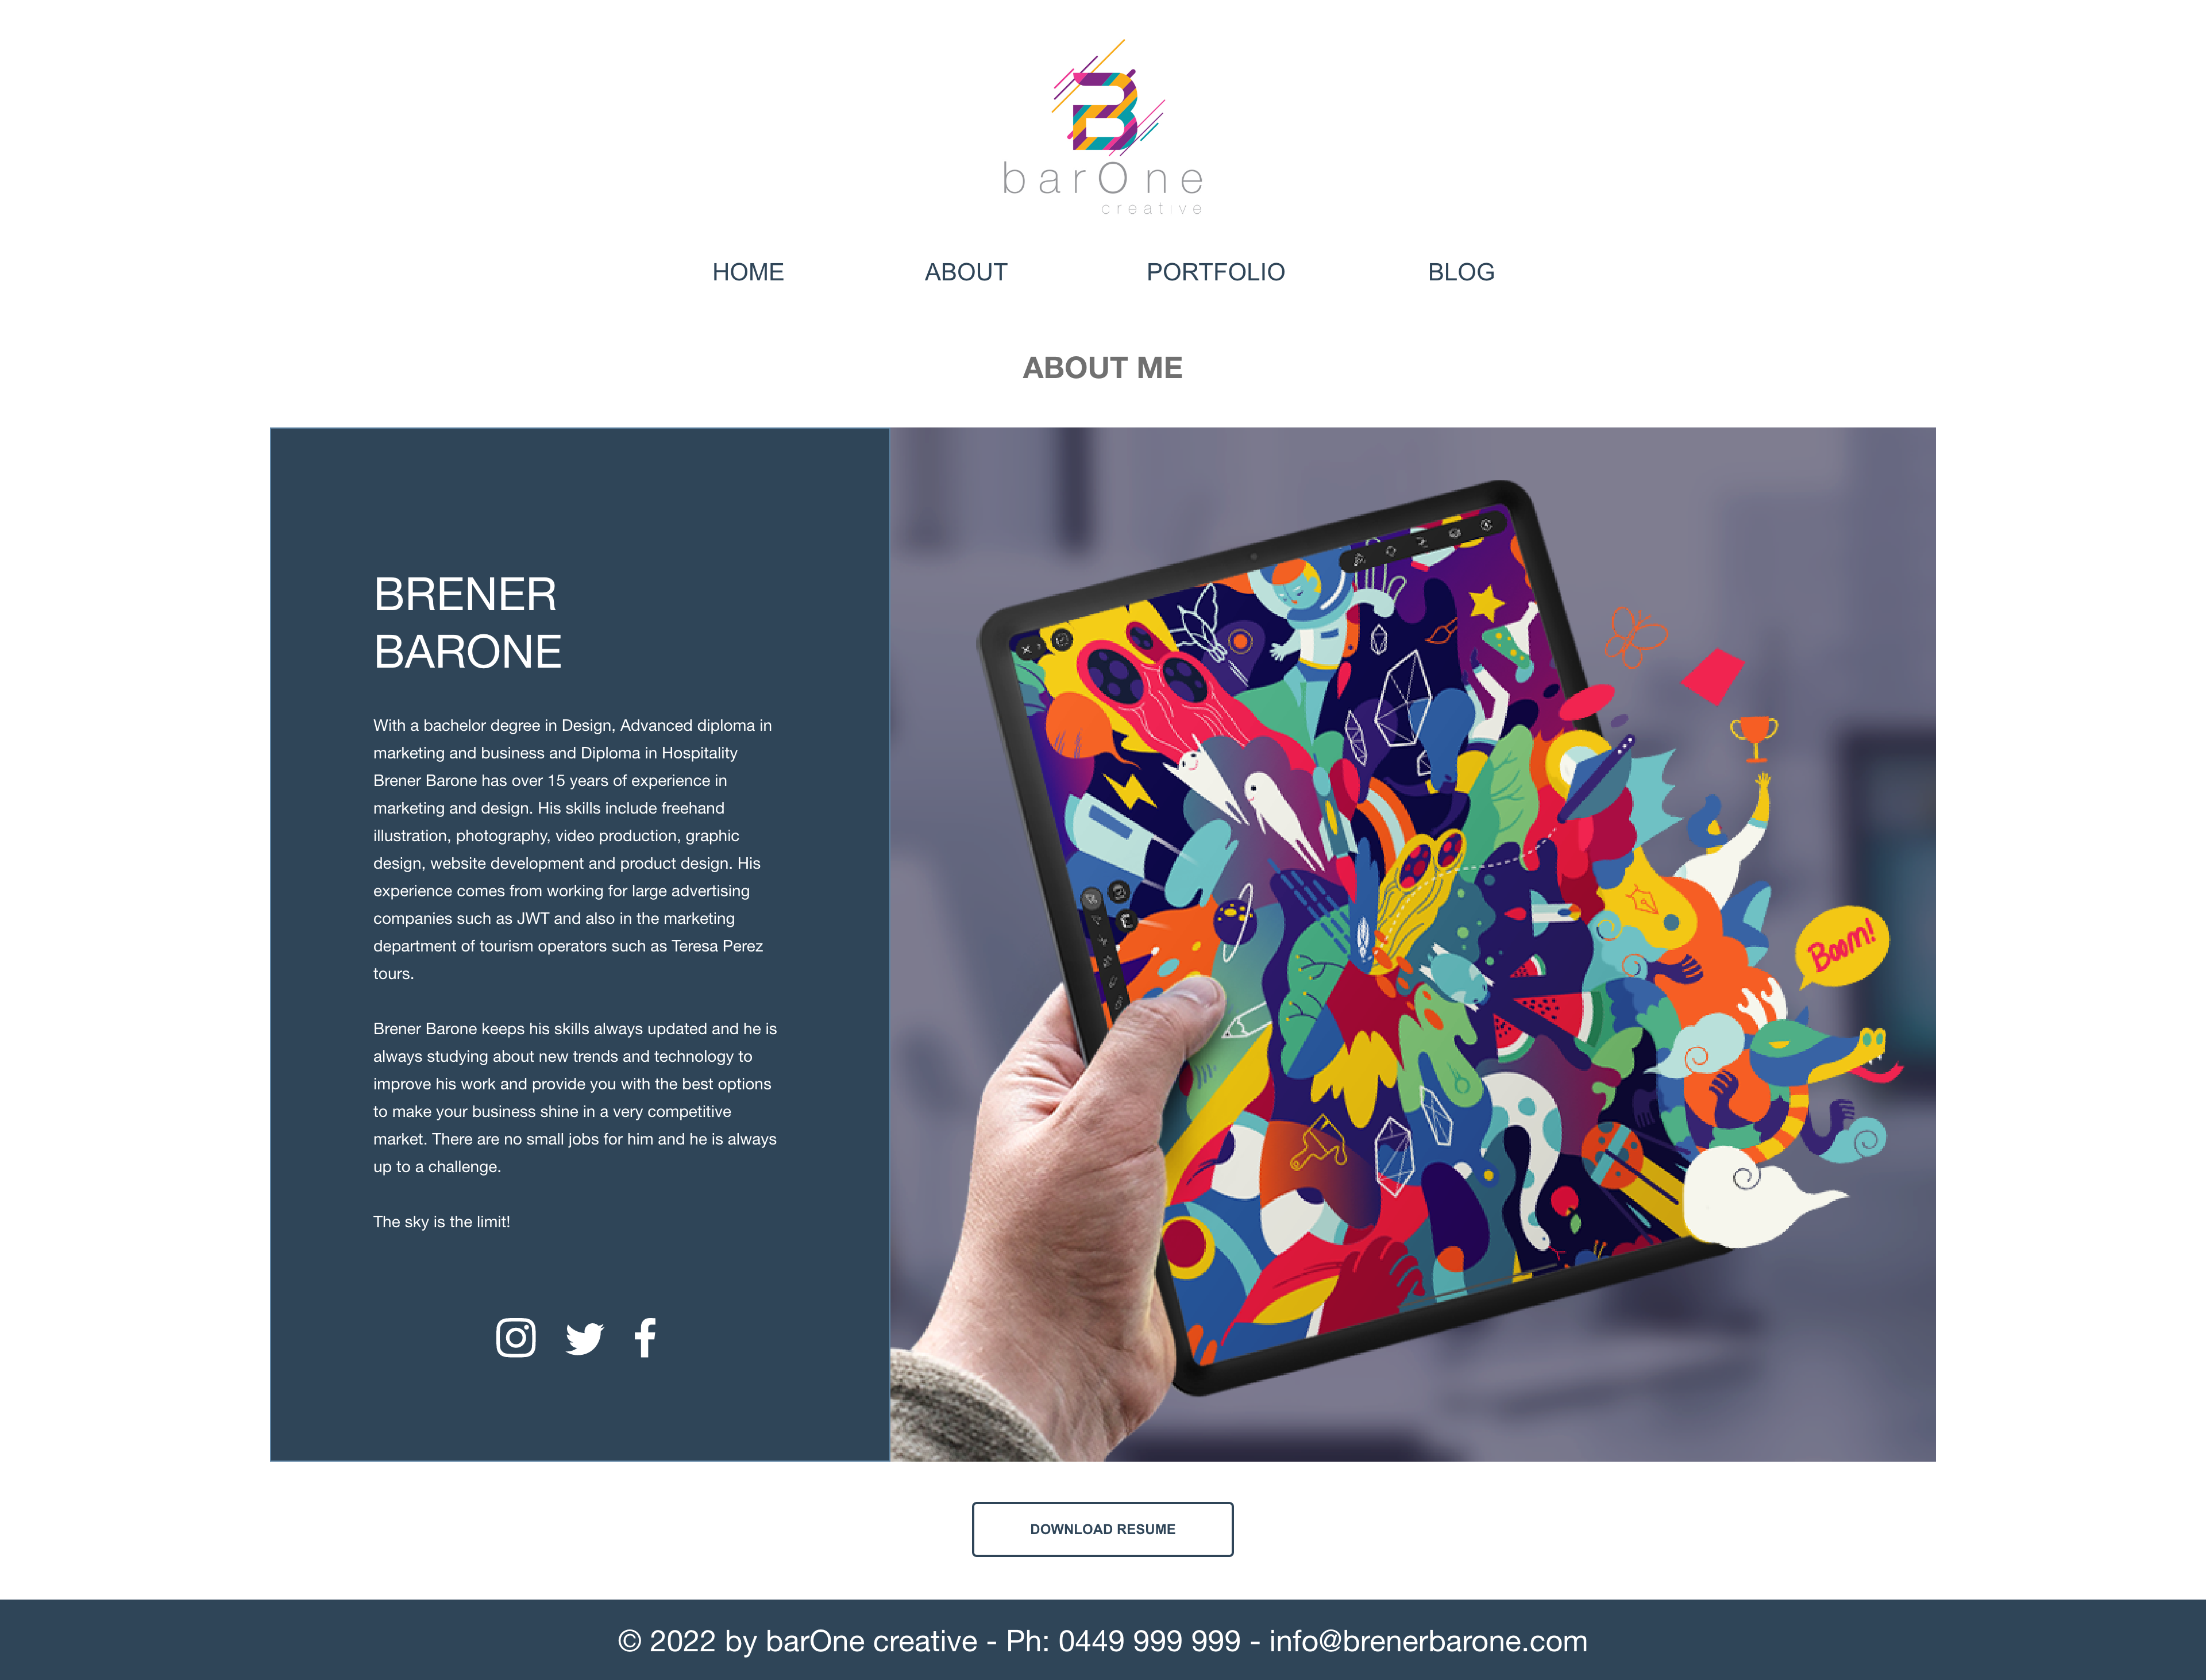 barOne
creative
HOME ABOUT PORTFOLIO BLOG
ABOUT ME
BRENER
BARONE
With a bachelor degree in Design, Advanced diploma in
marketing and business and Diploma in Hospitality
Brener Barone has over 15 years of experience in
marketing and design. His skills include freehand
illustration, photography, video production, graphic
design, website development and product design. His
experience comes from working for large advertising
companies such as JWT and also in the marketing
department of tourism operators such as Teresa Perez
tours.
Brener Barone keeps his skills always updated and he is
always studying about new trends and technology to
improve his work and provide you with the best options
to make your business shine in a very competitive
market. There are no small jobs for him and he is always
up to a challenge.
The sky is the limit!
Boom!
DOWNLOAD RESUME
© 2022 by barOne creative - Ph: 0449 999 999 - info@brenerbarone.com